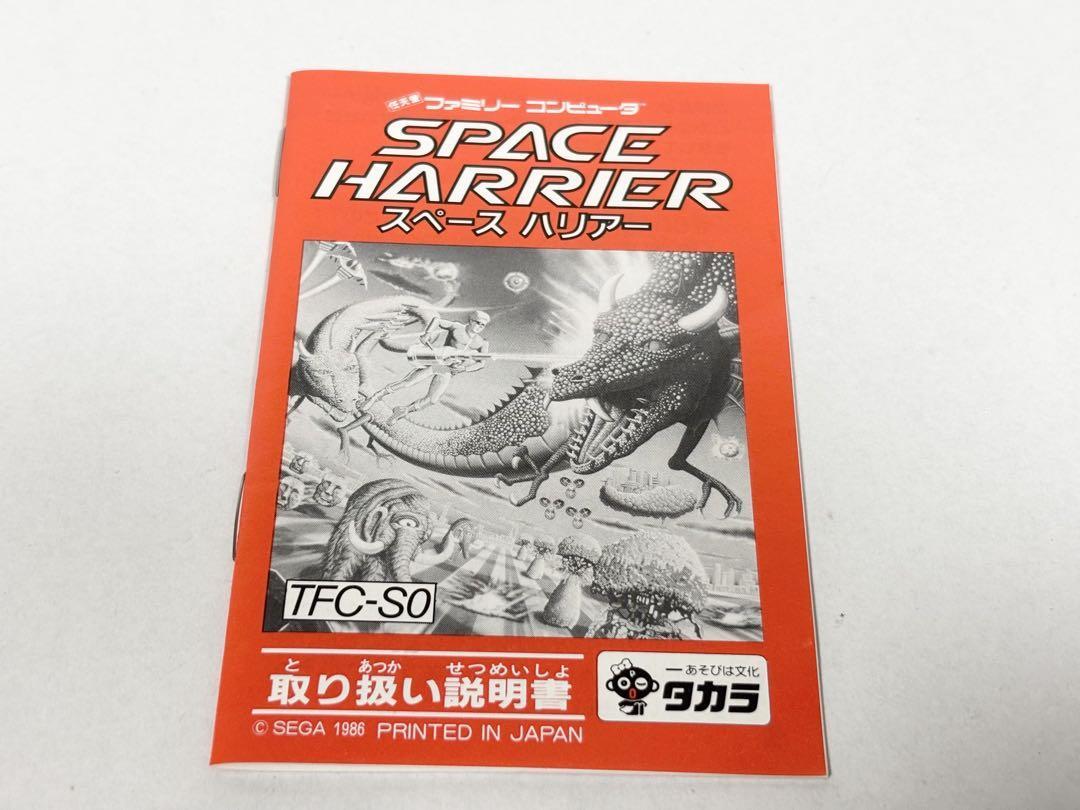 任天堂 ファミリー コンピュータ™
SPACE
HARRIER
スペース ハリアー
TFC-SO
と あつか せつめいしょ
取り扱い説明書
ーあそびは文化
タカラ
© SEGA 1986 PRINTED IN JAPAN